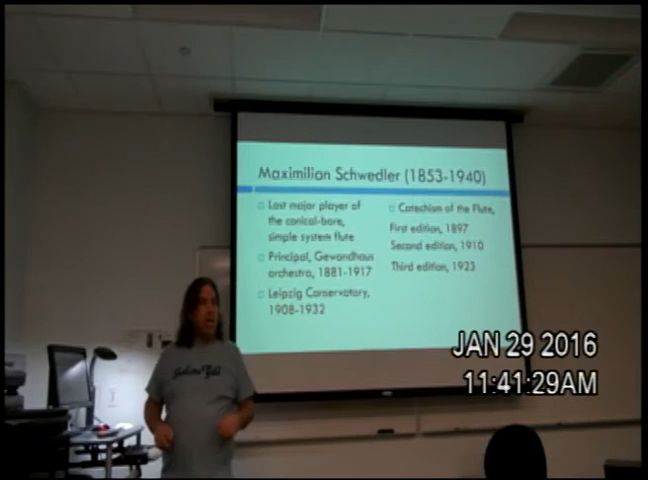 Maximilian Schwedler (1853-1940)
Last major player of
the conical-bore,
simple system flute
Principal, Gewandhaus
orchestra, 1881-1917
Leipzig Conservatory,
1908-1932
Catechism of the Flute,
First edition, 1897
Second edition, 1910
Third edition, 1923
JAN 29 2016
11:41:29AM